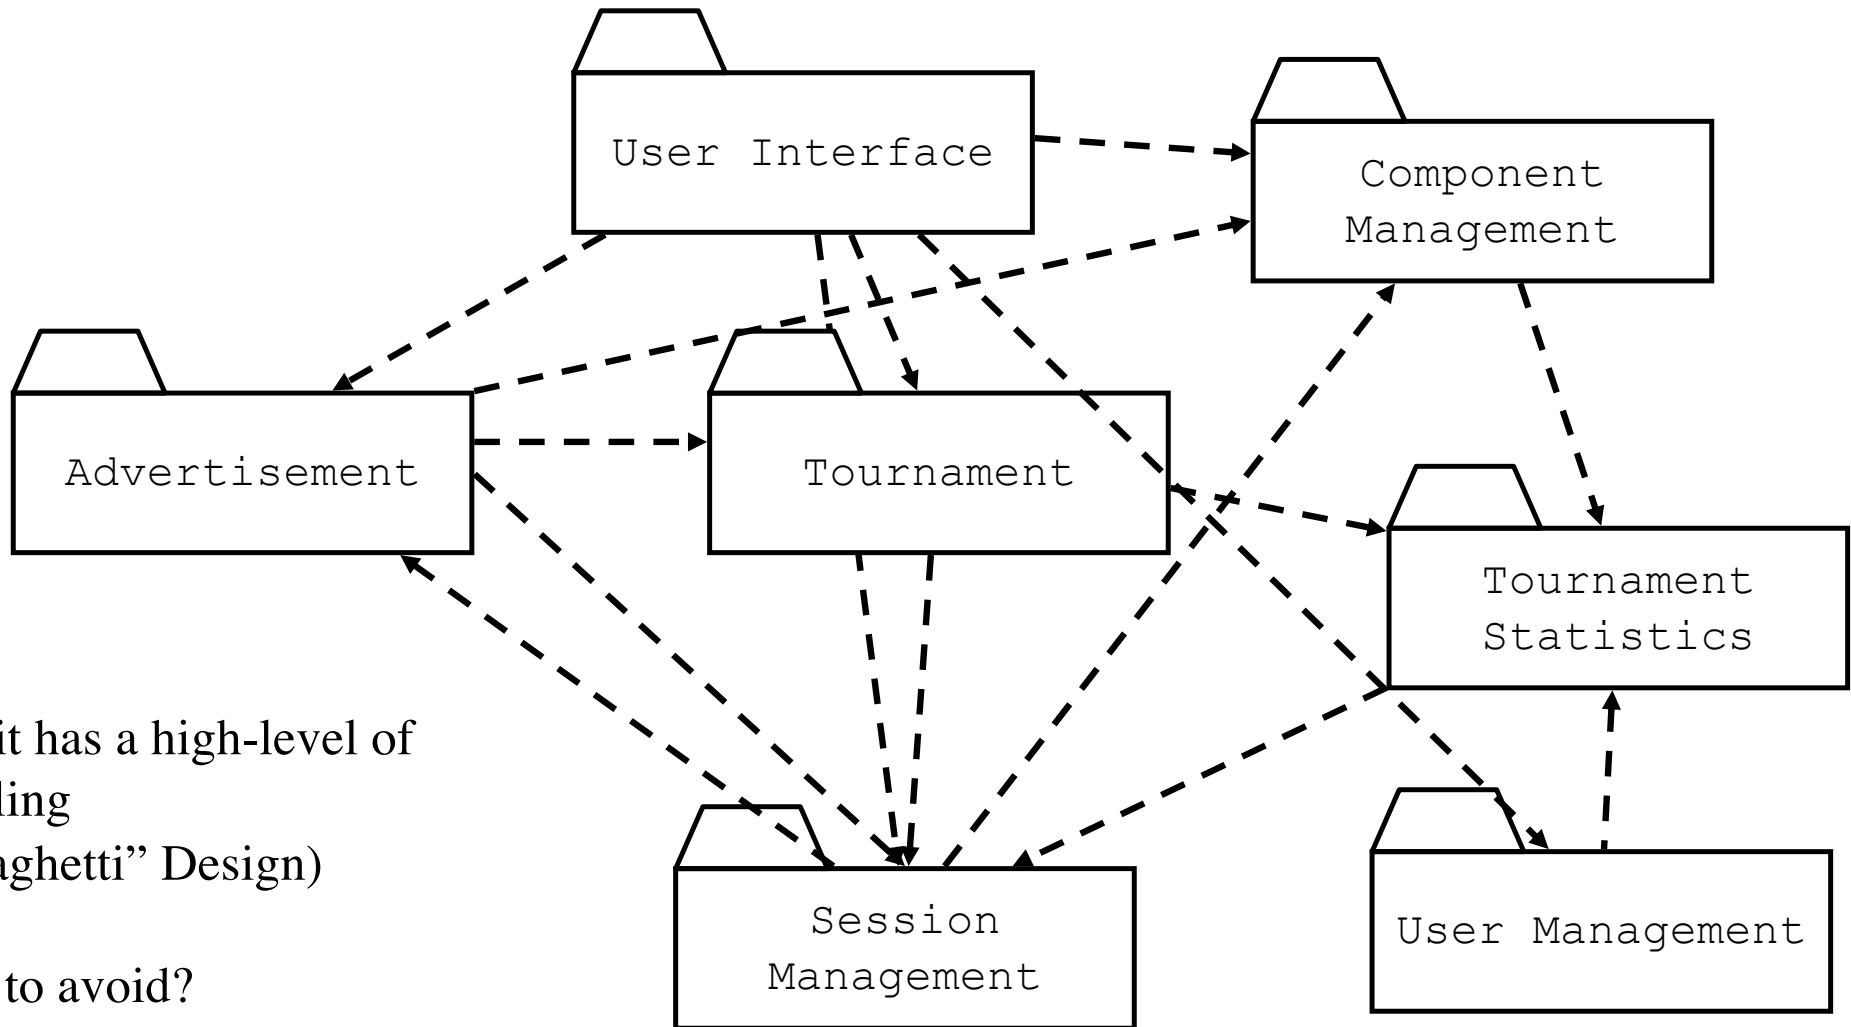 User Interface
Component
Management
Advertisement
Tournament
Tournament
Statistics
it has a high-level of
ling
aghetti” Design)
to avoid?
Session
Management
User Management